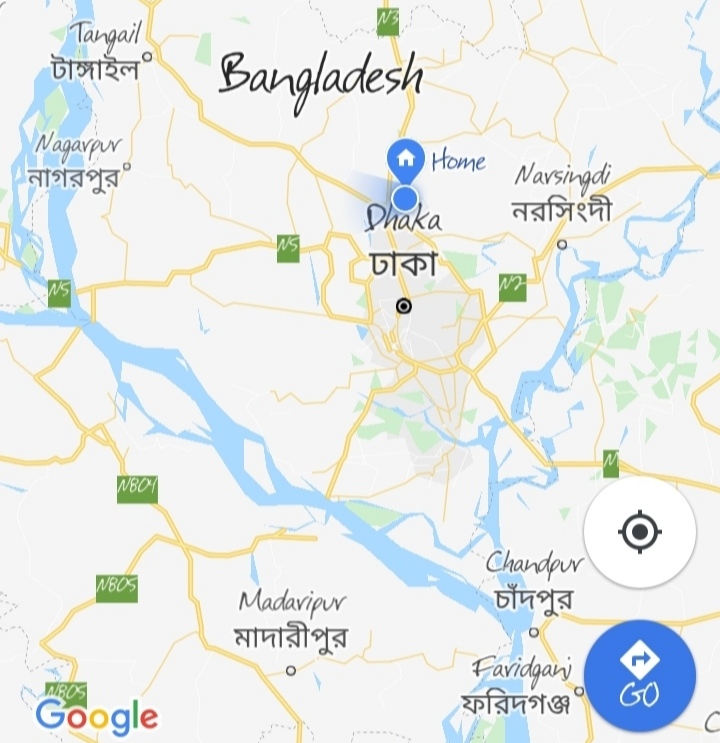 N3
Tangail
টাঙ্গাইল
Bangladesh
Nagarpur
নাগরপুর
Home
Narsingdi
নরসিংদী
Dhaka
ঢাকা
N5
N2
N5
N
N804
Chandpur
চাঁদপুর
N805
Madaripur
মাদারীপুর
Faridganj
ফরিদগঞ্জ
GO
N805
Google
C